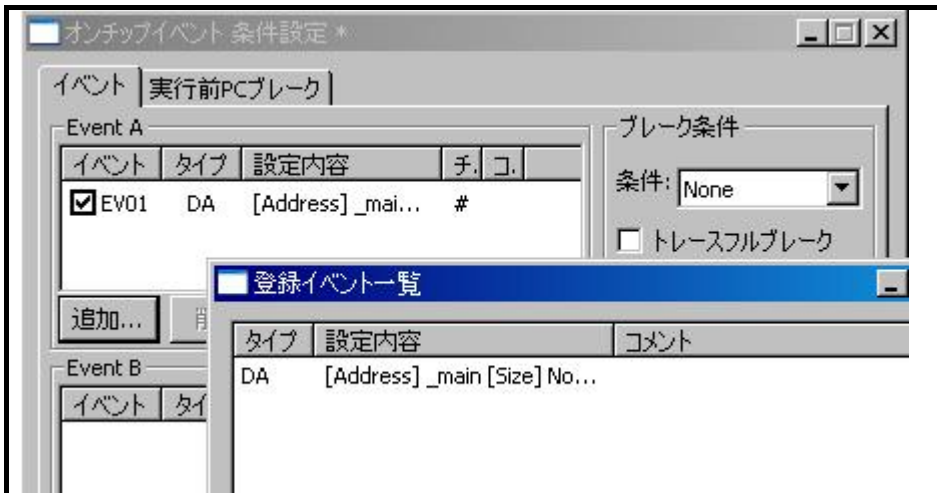 オンチップイベント 条件設定 *
イベント 実行前PCブレーク
Event A
イベント タイプ 設定内容 チ. コ.
EV01 DA [Address] _mai... #
ブレーク条件
条件: None
トレースフルブレーク
追加...
Event B
イベント
登録イベント一覧
タイプ 設定内容 コメント
DA [Address] _main [Size] No...